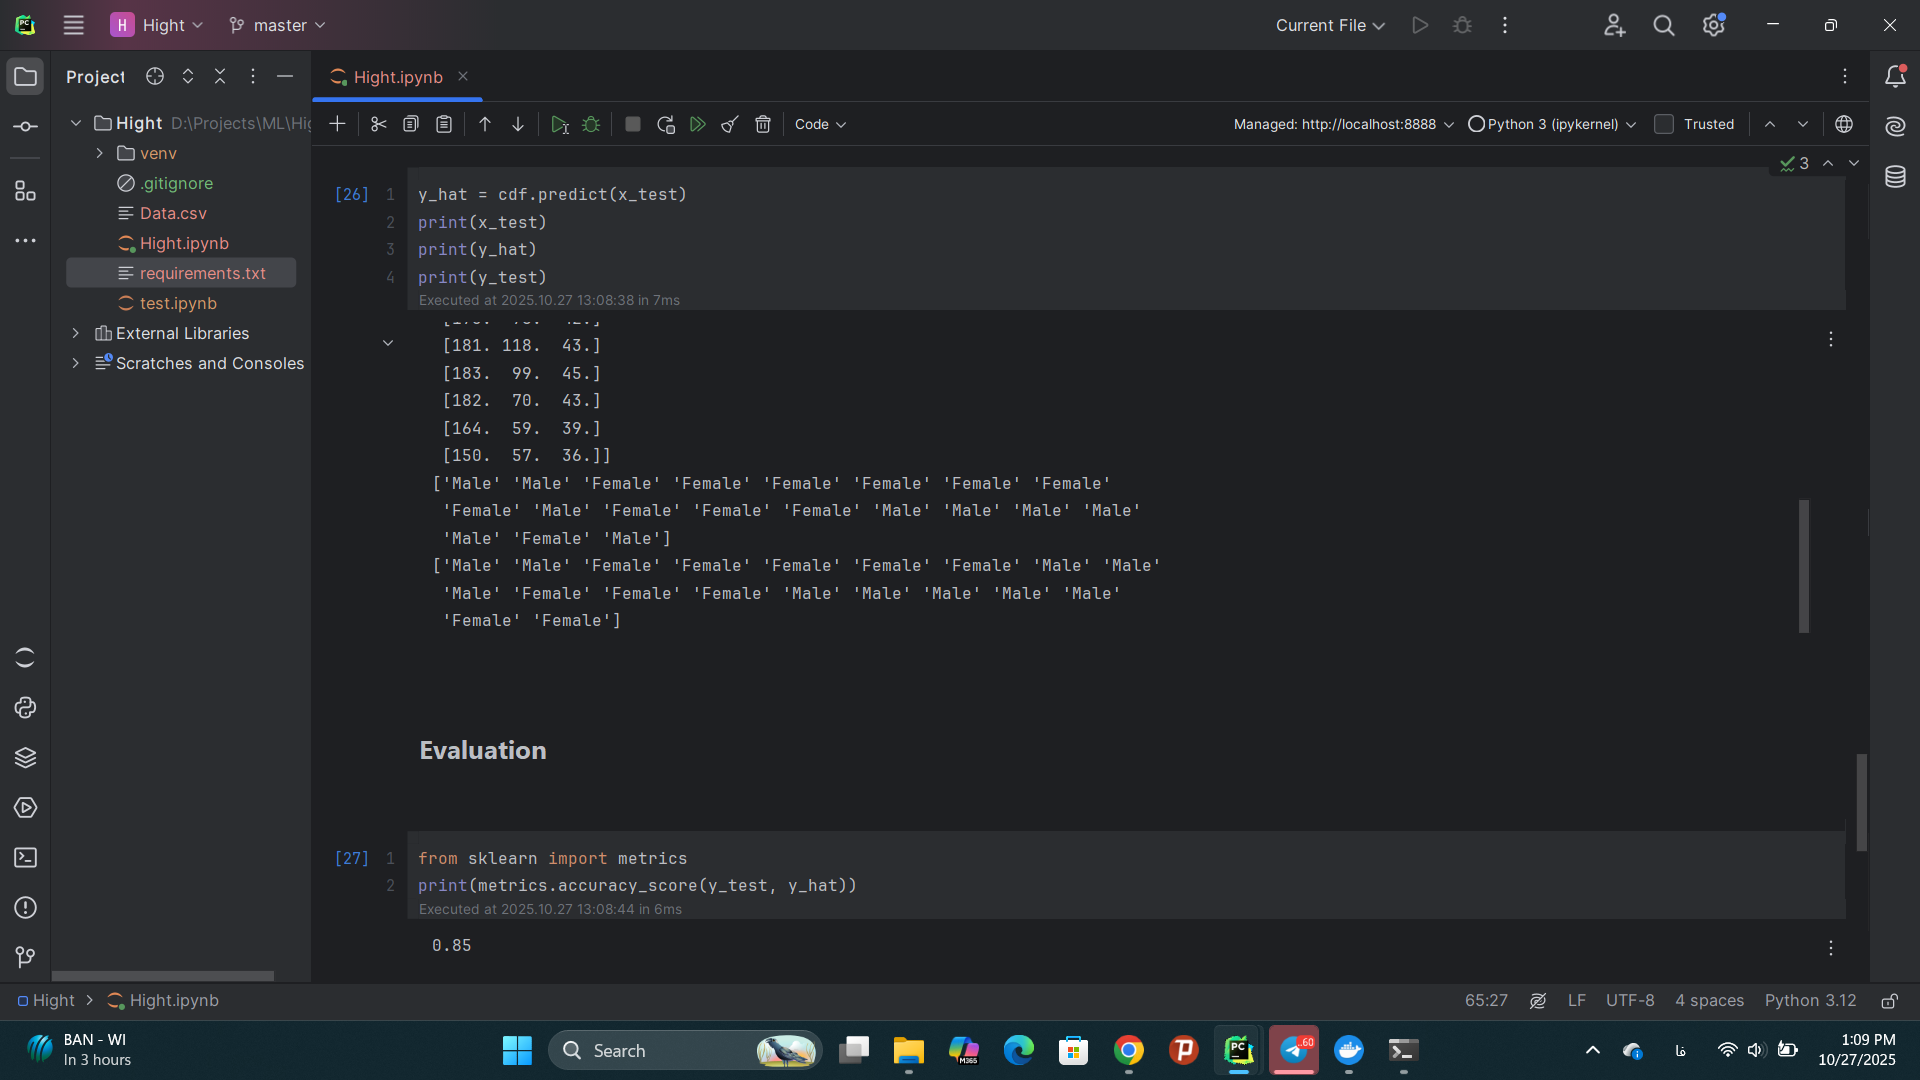 H Hight master Current File
Project
Hight.ipynb
Hight D:\Projects\ML\Hig
venv
.gitignore
Data.csv
Hight.ipynb
requirements.txt
test.ipynb
External Libraries
Scratches and Consoles
Code Managed: http://localhost:8888 Python 3 (ipykernel) Trusted
3
[26] 1 y_hat = cdf.predict(x_test)
2 print(x_test)
3 print(y_hat)
4 print(y_test)
Executed at 2025.10.27 13:08:38 in 7ms
[181. 118. 43.]
[183. 99. 45.]
[182. 70. 43.]
[164. 59. 39.]
[150. 57. 36.]]
['Male' 'Male' 'Female' 'Female' 'Female' 'Female' 'Female' 'Female'
'Female' 'Male' 'Female' 'Female' 'Female' 'Male' 'Male' 'Male' 'Male'
'Male' 'Female' 'Male']
['Male' 'Male' 'Female' 'Female' 'Female' 'Female' 'Female' 'Male' 'Male'
'Male' 'Female' 'Female' 'Female' 'Male' 'Male' 'Male' 'Male' 'Male'
'Female' 'Female']
Evaluation
[27] 1 from sklearn import metrics
2 print(metrics.accuracy_score(y_test, y_hat))
Executed at 2025.10.27 13:08:44 in 6ms
0.85
Hight > Hight.ipynb 65:27 LF UTF-8 4 spaces Python 3.12
BAN - WI
In 3 hours
Search
M365
PC
60
فا
1:09 PM
10/27/2025